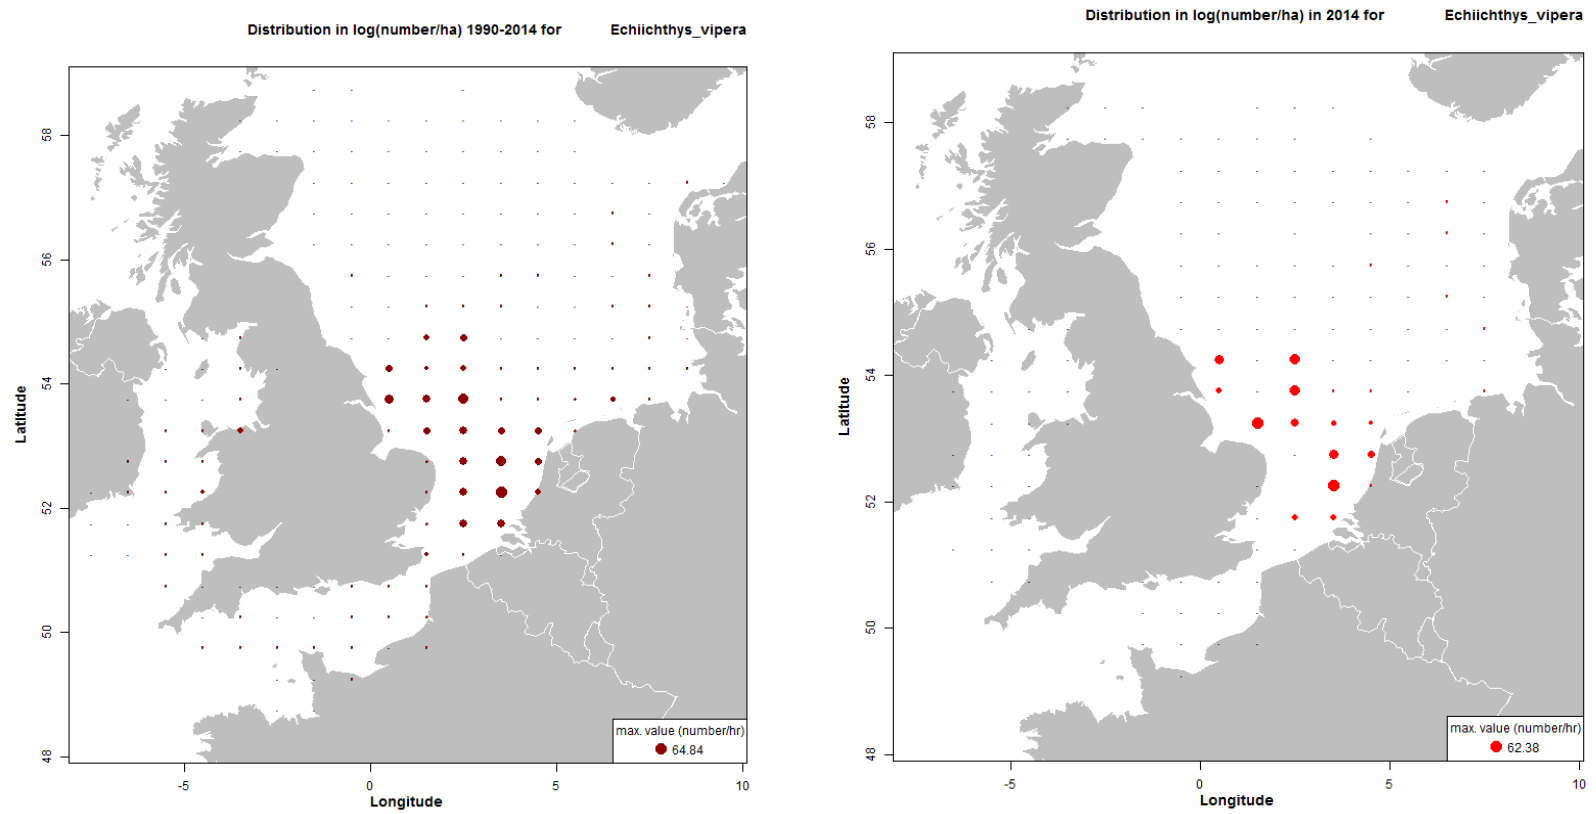 Distribution in log(number/ha) 1990-2014 for Echiichthys_vipera
58
56
54
52
50
48
Latitude
-5
0
5
10
Longitude
max. value (number/hr)
64.84
Distribution in log(number/ha) in 2014 for Echiichthys_vipera
58
56
54
52
50
48
Latitude
-5
0
5
10
Longitude
max. value (number/hr)
62.38